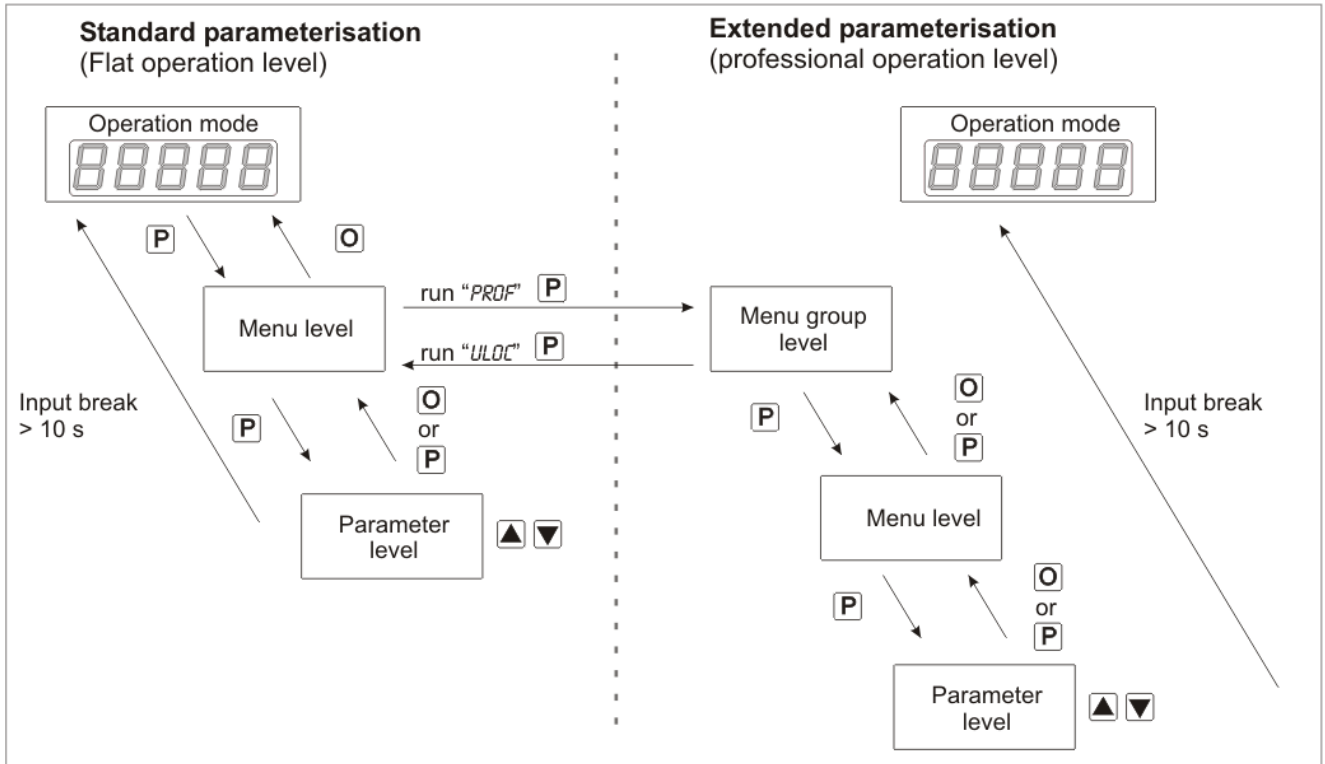 Standard parameterisation
(Flat operation level)
Operation mode
88888
P
O
Menu level
run “PROF” P
run “ULOC” P
Input break
> 10 s
P
O
or
P
Parameter
level
▲ ▼
Extended parameterisation
(professional operation level)
Operation mode
88888
Menu group
level
P
O
or
P
Input break
> 10 s
Menu level
P
O
or
P
Parameter
level
▲ ▼